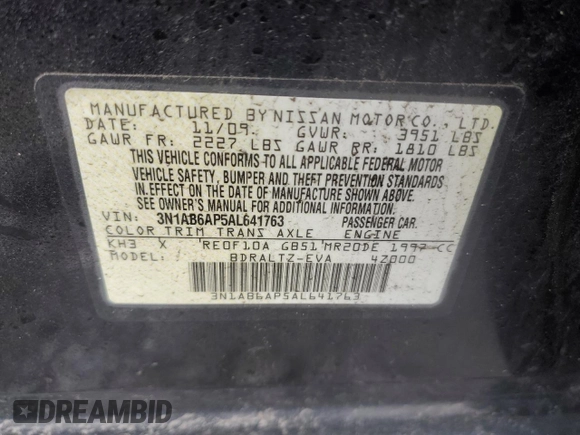 MANUFACTURED BY NISSAN MOTOR CO., LTD.
DATE: 11/09 GVWR: 3951 LBS
GAWR FR: 2227 LBS GAWR RR: 1810 LBS
THIS VEHICLE CONFORMS TO ALL APPLICABLE FEDERAL MOTOR
VEHICLE SAFETY, BUMPER AND THEFT PREVENTION STANDARDS
IN EFFECT ON THE DATE OF MANUFACTURE SHOWN ABOVE.
SEE OWNER'S MANUAL FOR ADDITIONAL INFORMATION.
VIN: 3N1AB6AP5AL641763 PASSENGER CAR
COLOR TRIM TRANS AXLE ENGINE
KH3 X RE0F10A GB51 MR20DE 1997 CC
MODEL: BDRALTZ-EVA 4Z000
3N1AB6AP5AL641763
DREAMBID